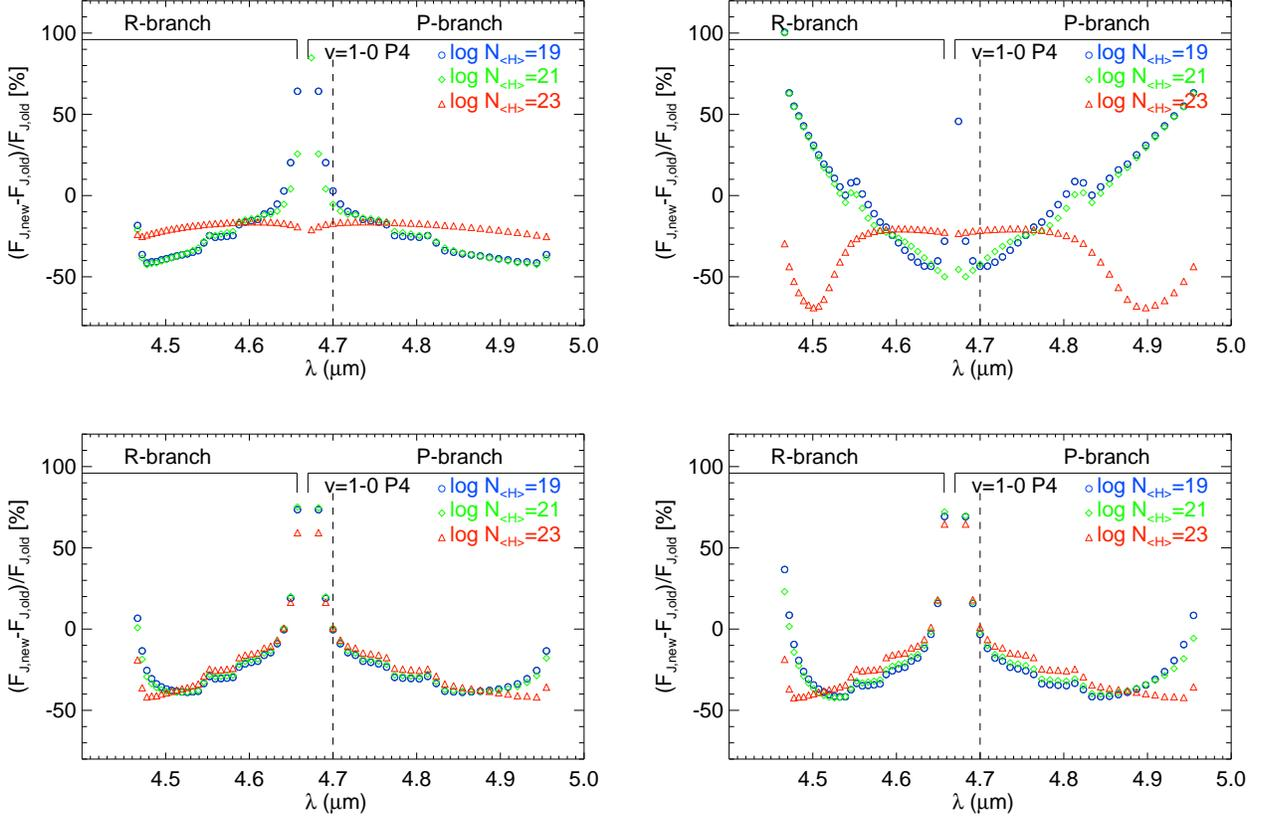 R-branch P-branch
v=1-0 P4
log N<H>=19
log N<H>=21
log N<H>=23
100
50
0
-50
(FJ,new-FJ,old)/FJ,old [%]
4.5 4.6 4.7 4.8 4.9 5.0
λ (μm)
R-branch P-branch
v=1-0 P4
log N<H>=19
log N<H>=21
log N<H>=23
100
50
0
-50
(FJ,new-FJ,old)/FJ,old [%]
4.5 4.6 4.7 4.8 4.9 5.0
λ (μm)
R-branch P-branch
v=1-0 P4
log N<H>=19
log N<H>=21
log N<H>=23
100
50
0
-50
(FJ,new-FJ,old)/FJ,old [%]
4.5 4.6 4.7 4.8 4.9 5.0
λ (μm)
R-branch P-branch
v=1-0 P4
log N<H>=19
log N<H>=21
log N<H>=23
100
50
0
-50
(FJ,new-FJ,old)/FJ,old [%]
4.5 4.6 4.7 4.8 4.9 5.0
λ (μm)